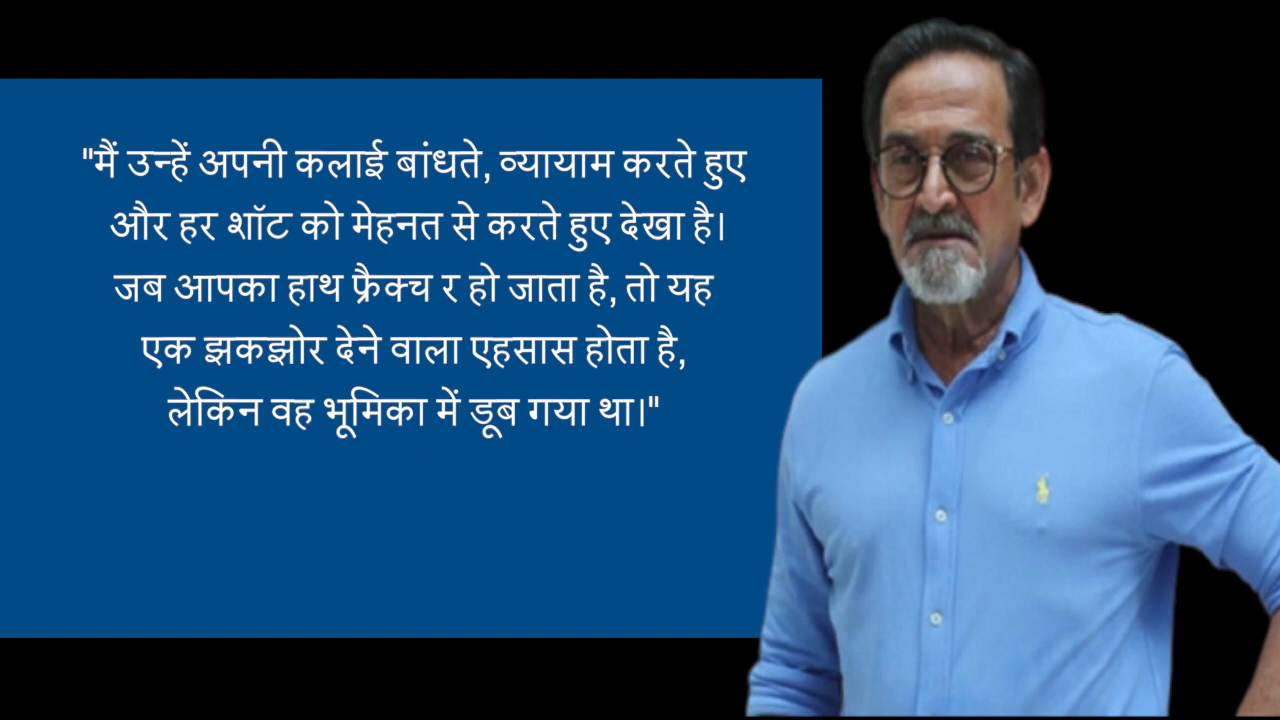 "मैं उन्हें अपनी कलाई बांधते, व्यायाम करते हुए
और हर शॉट को मेहनत से करते हुए देखा है।
जब आपका हाथ फ्रैक्च र हो जाता है, तो यह
एक झकझोर देने वाला एहसास होता है,
लेकिन वह भूमिका में डूब गया था।"